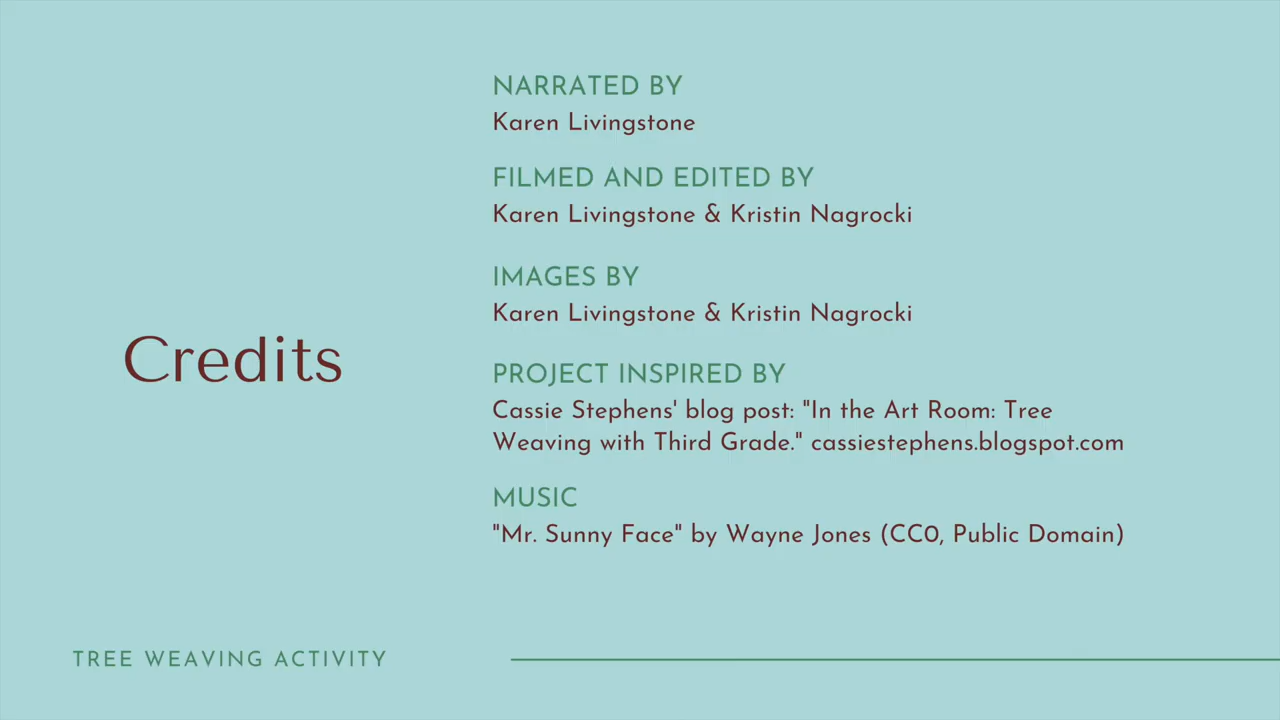 Credits
NARRATED BY
Karen Livingstone
FILMED AND EDITED BY
Karen Livingstone & Kristin Nagrocki
IMAGES BY
Karen Livingstone & Kristin Nagrocki
PROJECT INSPIRED BY
Cassie Stephens' blog post: "In the Art Room: Tree
Weaving with Third Grade." cassiestephens.blogspot.com
MUSIC
"Mr. Sunny Face" by Wayne Jones (CC0, Public Domain)
TREE WEAVING ACTIVITY